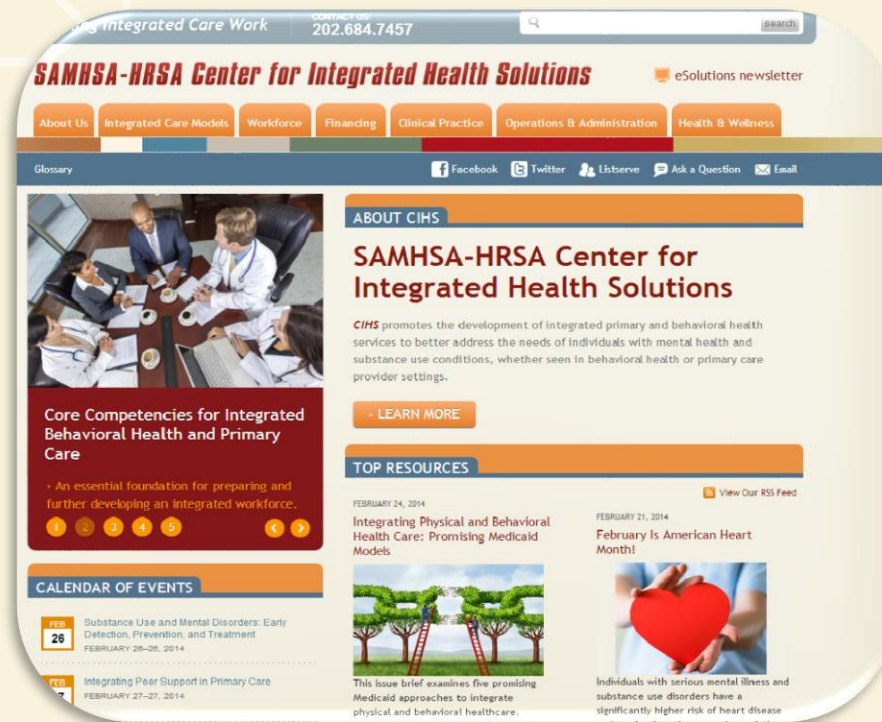 Integrated Care Work
CONTACT US:
202.684.7457
search
SAMHSA-HRSA Center for Integrated Health Solutions
eSolutions newsletter
About Us
Integrated Care Models
Workforce
Financing
Clinical Practice
Operations & Administration
Health & Wellness
Glossary
Facebook
Twitter
Listserve
Ask a Question
Email
Core Competencies for Integrated
Behavioral Health and Primary
Care
An essential foundation for preparing and
further developing an integrated workforce.
1 2 3 4 5
CALENDAR OF EVENTS
FEB
26
Substance Use and Mental Disorders: Early
Detection, Prevention, and Treatment
FEBRUARY 26–26, 2014
FEB
Integrating Peer Support in Primary Care
FEBRUARY 27–27, 2014
ABOUT CIHS
SAMHSA-HRSA Center for
Integrated Health Solutions
CIHS promotes the development of integrated primary and behavioral health
services to better address the needs of individuals with mental health and
substance use conditions, whether seen in behavioral health or primary care
provider settings.
LEARN MORE
TOP RESOURCES
View Our RSS Feed
FEBRUARY 24, 2014
Integrating Physical and Behavioral
Health Care: Promising Medicaid
Models
This issue brief examines five promising
Medicaid approaches to integrate
physical and behavioral healthcare.
FEBRUARY 21, 2014
February Is American Heart
Month!
Individuals with serious mental illness and
substance use disorders have a
significantly higher risk of heart disease